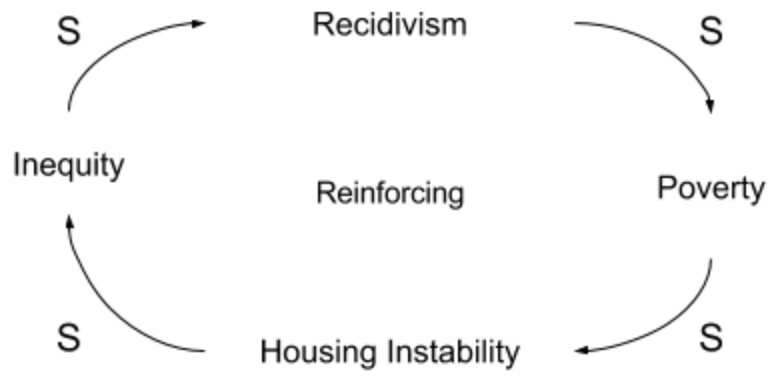 S
Recidivism
S
Inequity
Reinforcing
Poverty
S
Housing Instability
S